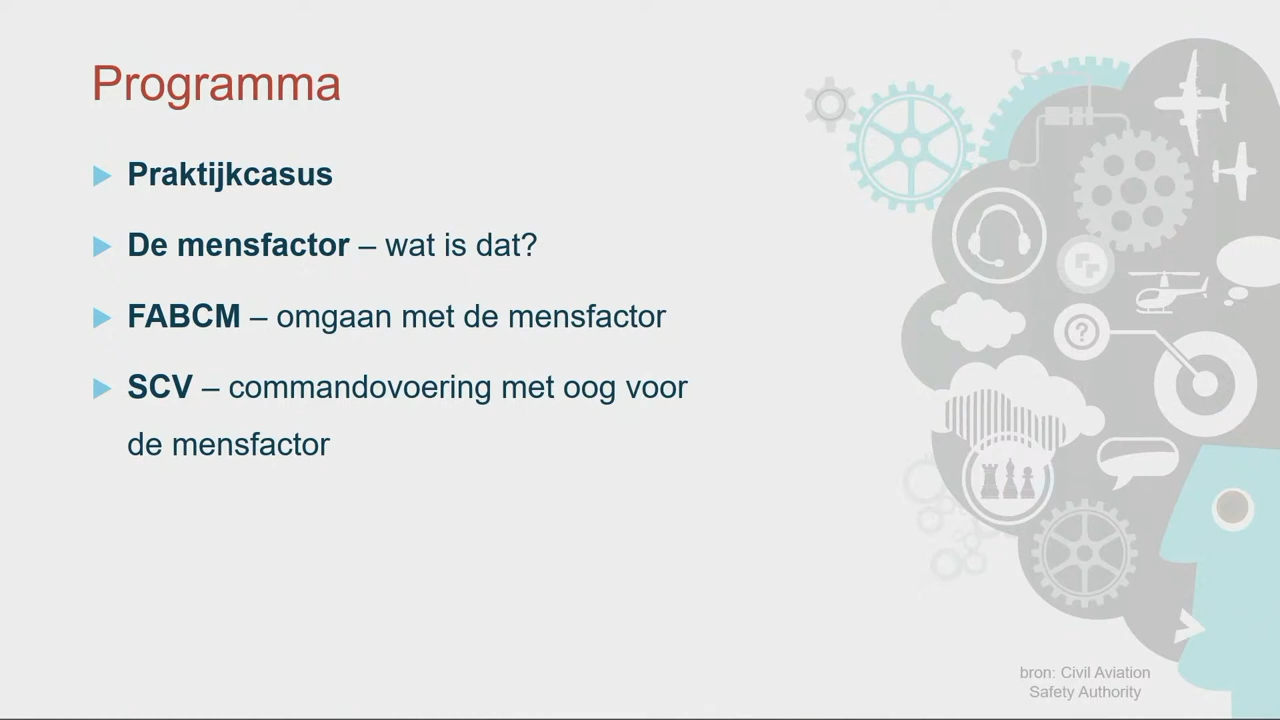 Programma
Praktijkcasus
De mensfactor – wat is dat?
FABCM – omgaan met de mensfactor
SCV – commandovoering met oog voor
de mensfactor
?
bron: Civil Aviation
Safety Authority